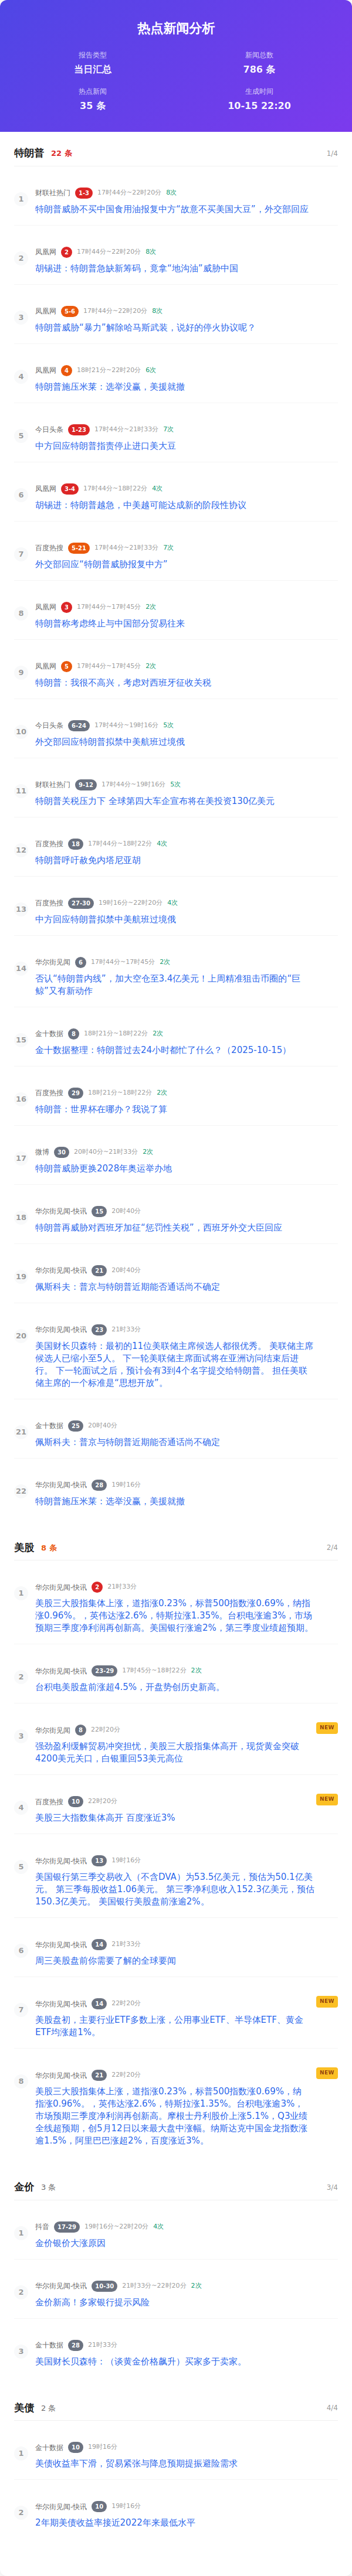 热点新闻分析
报告类型
新闻总数
当日汇总
786 条
热点新闻
生成时间
35 条
10-15 22:20
特朗普 22 条 1/4
1 财联社热门 1-3 17时44分~22时20分 8次
特朗普威胁不买中国食用油报复中方“故意不买美国大豆”，外交部回应
2 凤凰网 2 17时44分~22时20分 8次
胡锡进：特朗普急缺新筹码，竟拿“地沟油”威胁中国
3 凤凰网 5-6 17时44分~22时20分 8次
特朗普威胁“暴力”解除哈马斯武装，说好的停火协议呢？
4 凤凰网 4 18时21分~22时20分 6次
特朗普施压米莱：选举没赢，美援就撤
5 今日头条 1-23 17时44分~21时33分 7次
中方回应特朗普指责停止进口美大豆
6 凤凰网 3-4 17时44分~18时22分 4次
胡锡进：特朗普越急，中美越可能达成新的阶段性协议
7 百度热搜 5-21 17时44分~21时33分 7次
外交部回应“特朗普威胁报复中方”
8 凤凰网 3 17时44分~17时45分 2次
特朗普称考虑终止与中国部分贸易往来
9 凤凰网 5 17时44分~17时45分 2次
特朗普：我很不高兴，考虑对西班牙征收关税
10 今日头条 6-24 17时44分~19时16分 5次
外交部回应特朗普拟禁中美航班过境俄
11 财联社热门 9-12 17时44分~19时16分 5次
特朗普关税压力下 全球第四大车企宣布将在美投资130亿美元
12 百度热搜 18 17时44分~18时22分 4次
特朗普呼吁赦免内塔尼亚胡
13 百度热搜 27-30 19时16分~22时20分 4次
中方回应特朗普拟禁中美航班过境俄
14 华尔街见闻 6 17时44分~17时45分 2次
否认“特朗普内线”，加大空仓至3.4亿美元！上周精准狙击币圈的“巨
鲸”又有新动作
15 金十数据 8 18时21分~18时22分 2次
金十数据整理：特朗普过去24小时都忙了什么？（2025-10-15）
16 百度热搜 29 18时21分~18时22分 2次
特朗普：世界杯在哪办？我说了算
17 微博 30 20时40分~21时33分 2次
特朗普威胁更换2028年奥运举办地
18 华尔街见闻-快讯 15 20时40分
特朗普再威胁对西班牙加征“惩罚性关税”，西班牙外交大臣回应
19 华尔街见闻-快讯 21 20时40分
佩斯科夫：普京与特朗普近期能否通话尚不确定
20 华尔街见闻-快讯 23 21时33分
美国财长贝森特：最初的11位美联储主席候选人都很优秀。 美联储主席
候选人已缩小至5人。 下一轮美联储主席面试将在亚洲访问结束后进
行。 下一轮面试之后，预计会有3到4个名字提交给特朗普。 担任美联
储主席的一个标准是“思想开放”。
21 金十数据 25 20时40分
佩斯科夫：普京与特朗普近期能否通话尚不确定
22 华尔街见闻-快讯 28 19时16分
特朗普施压米莱：选举没赢，美援就撤
美股 8 条 2/4
1 华尔街见闻-快讯 2 21时33分
美股三大股指集体上涨，道指涨0.23%，标普500指数涨0.69%，纳指
涨0.96%。，英伟达涨2.6%，特斯拉涨1.35%。台积电涨逾3%，市场
预期三季度净利润再创新高。美国银行涨逾2%，第三季度业绩超预期。
2 华尔街见闻-快讯 23-29 17时45分~18时22分 2次
台积电美股盘前涨超4.5%，开盘势创历史新高。
3 华尔街见闻 8 22时20分 NEW
强劲盈利缓解贸易冲突担忧，美股三大股指集体高开，现货黄金突破
4200美元关口，白银重回53美元高位
4 百度热搜 10 22时20分 NEW
美股三大指数集体高开 百度涨近3%
5 华尔街见闻-快讯 13 19时16分
美国银行第三季交易收入（不含DVA）为53.5亿美元，预估为50.1亿美
元。 第三季每股收益1.06美元。 第三季净利息收入152.3亿美元，预估
150.3亿美元。 美国银行美股盘前涨逾2%。
6 华尔街见闻-快讯 14 21时33分
周三美股盘前你需要了解的全球要闻
7 华尔街见闻-快讯 14 22时20分 NEW
美股盘初，主要行业ETF多数上涨，公用事业ETF、半导体ETF、黄金
ETF均涨超1%。
8 华尔街见闻-快讯 21 22时20分 NEW
美股三大股指集体上涨，道指涨0.23%，标普500指数涨0.69%，纳
指涨0.96%。，英伟达涨2.6%，特斯拉涨1.35%。台积电涨逾3%，
市场预期三季度净利润再创新高。摩根士丹利股价上涨5.1%，Q3业绩
全线超预期，创5月12日以来最大盘中涨幅。纳斯达克中国金龙指数涨
逾1.5%，阿里巴巴涨超2%，百度涨近3%。
金价 3 条 3/4
1 抖音 17-29 19时16分~22时20分 4次
金价银价大涨原因
2 华尔街见闻-快讯 10-30 21时33分~22时20分 2次
金价新高！多家银行提示风险
3 金十数据 28 21时33分
美国财长贝森特：（谈黄金价格飙升）买家多于卖家。
美债 2 条 4/4
1 金十数据 10 19时16分
美债收益率下滑，贸易紧张与降息预期提振避险需求
2 华尔街见闻-快讯 10 19时16分
2年期美债收益率接近2022年来最低水平